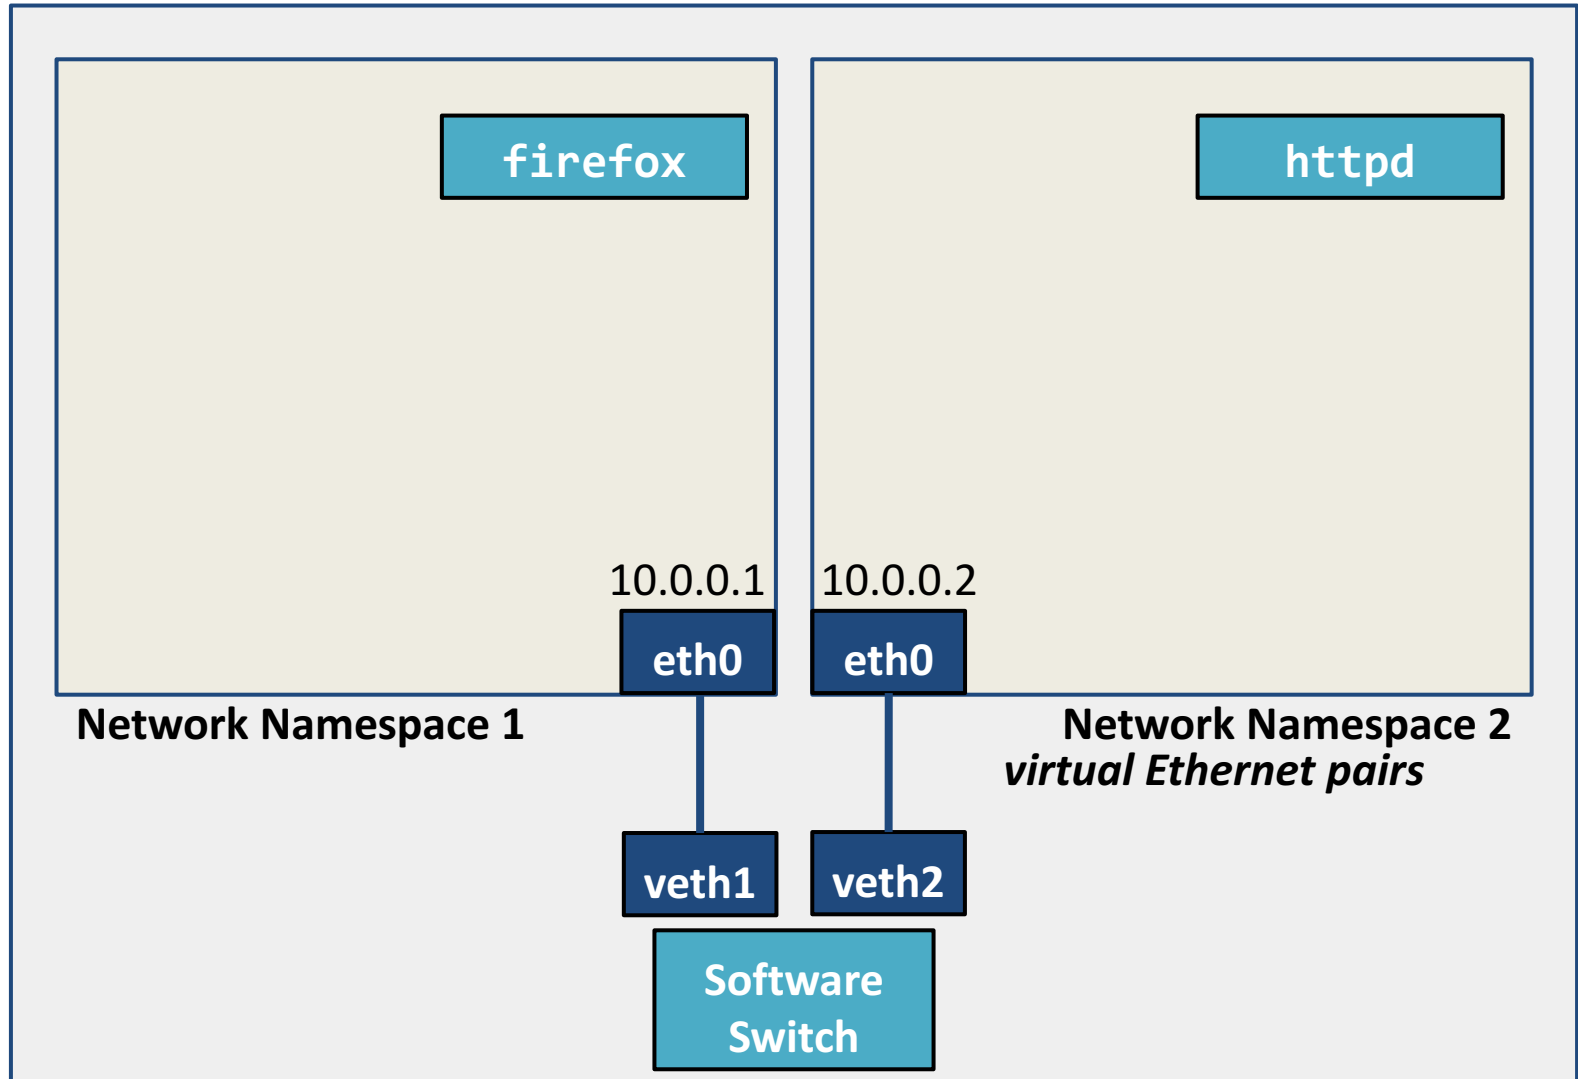 firefox
httpd
10.0.0.1
10.0.0.2
eth0
eth0
Network Namespace 1
Network Namespace 2
virtual Ethernet pairs
veth1
veth2
Software
Switch